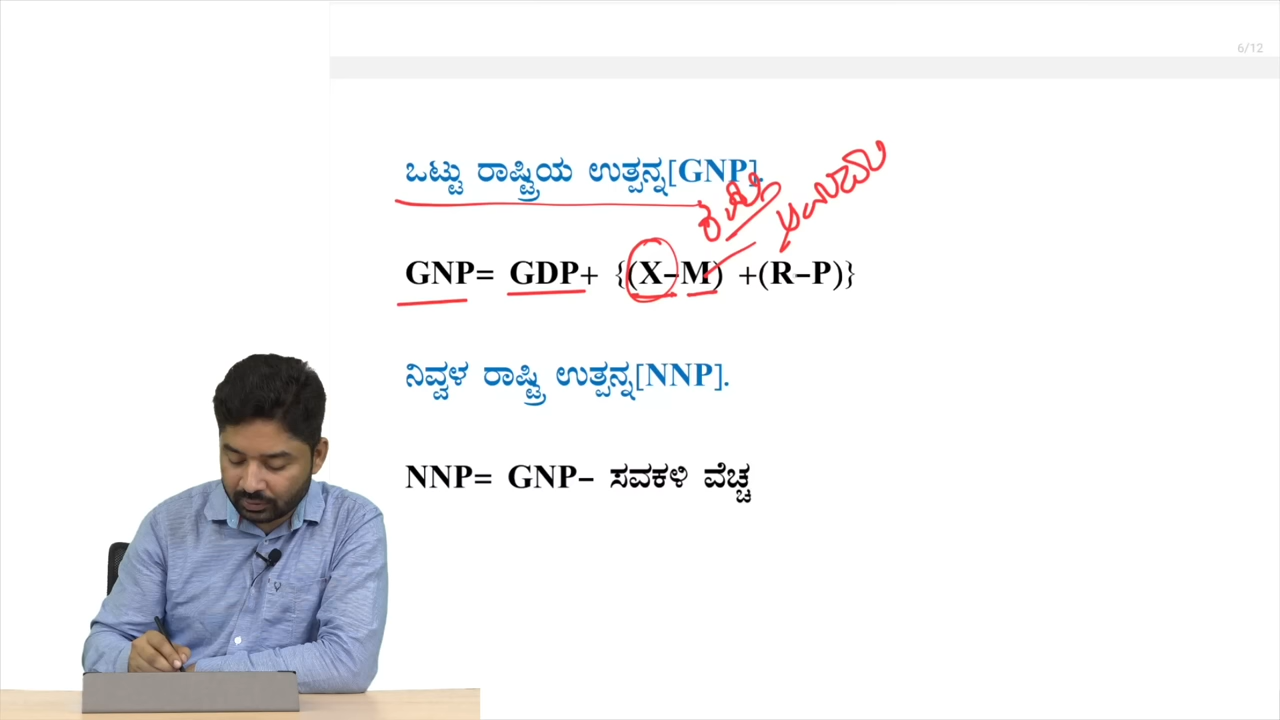 6/12
ಒಟ್ಟು ರಾಷ್ಟ್ರಿಯ ಉತ್ಪನ್ನ[GNP].
GNP= GDP+ {(X-M) +(R-P)}
ನಿವ್ವಳ ರಾಷ್ಟ್ರಿ ಉತ್ಪನ್ನ[NNP].
NNP= GNP- ಸವಕಳಿ ವೆಚ್ಚ